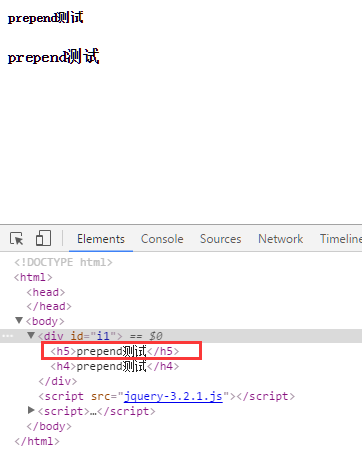 prepend测试
prepend测试
Elements Console Sources Network Timeline
<!DOCTYPE html>
<html>
<head>
</head>
▼<body>
… ▼<div id="i1"> == $0
<h5>prepend测试</h5>
<h4>prepend测试</h4>
</div>
<script src="jquery-3.2.1.js"></script>
▶<script>…</script>
</body>
</html>